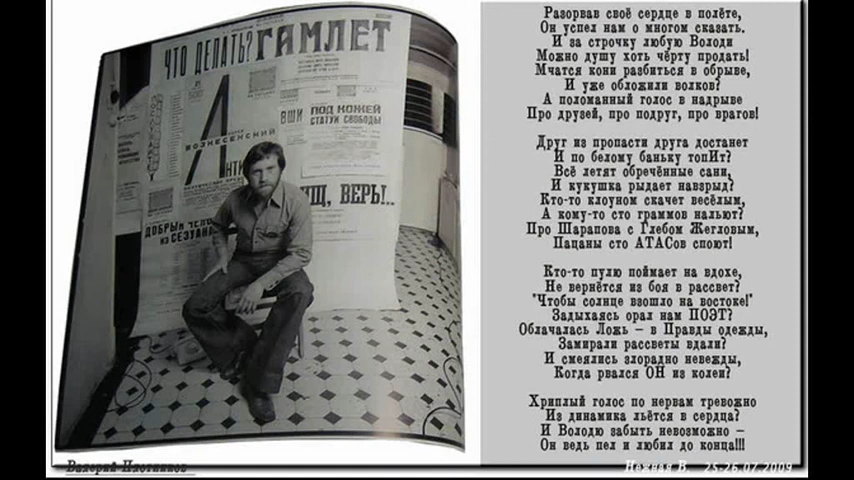 ЧТО ДЕЛАТЬ?
ГАМЛЕТ
ПОД КОЖЕЙ
СТАТУИ СВОБОДЫ
ВОЗНЕСЕНСКИЙ
АНТИ
ИЩ, ВЕРЬ!..
ДОБРЫЙ ЧЕЛО
ИЗ СЕЗУАНА
Валерий Плотников
Разорвав своё сердце в полёте,
Он успел нам о многом сказать.
И за строчку любую Володи
Можно душу хоть чёрту продать!
Мчатся кони разбиться в обрыве,
И уже обложили волков?
А поломанный голос в надрыве
Про друзей, про подруг, про врагов!
Друг из пропасти друга достанет
И по белому баньку топИт?
Всё летят обречённые сани,
И кукушка рыдает навзрыд?
Кто-то клоуном скачет весёлым,
А кому-то сто граммов нальют?
Про Шарапова с Глебом Жегловым,
Пацаны сто АТАСов споют!
Кто-то пулю поймает на вдохе,
Не вернётся из боя в рассвет?
"Чтобы солнце взошло на востоке!"
Задыхаясь орал нам ПОЭТ?
Облачалась Ложь – в Правды одежды,
Замирали рассветы вдали?
И смеялись злорадно невежды,
Когда рвался ОН из колеи?
Хриплый голос по нервам тревожно
Из динамика льётся в сердца?
И Володю забыть невозможно –
Он ведь пел и любил до конца!!!
Нежная В. 25-26.07.2009